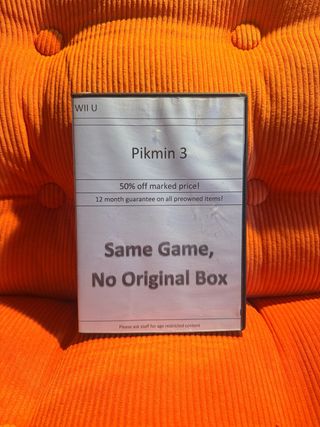 WII U
Pikmin 3
50% off marked price!
12 month guarantee on all preowned items!
Same Game,
No Original Box
Please ask staff for age restricted content